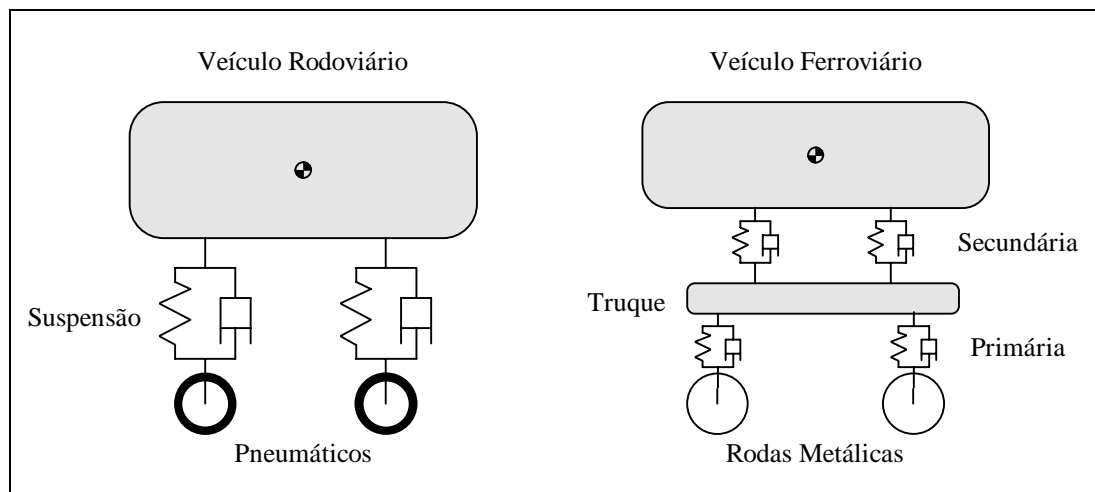 Veículo Rodoviário
Veículo Ferroviário
Suspensão
Secundária
Truque
Primária
Pneumáticos
Rodas Metálicas